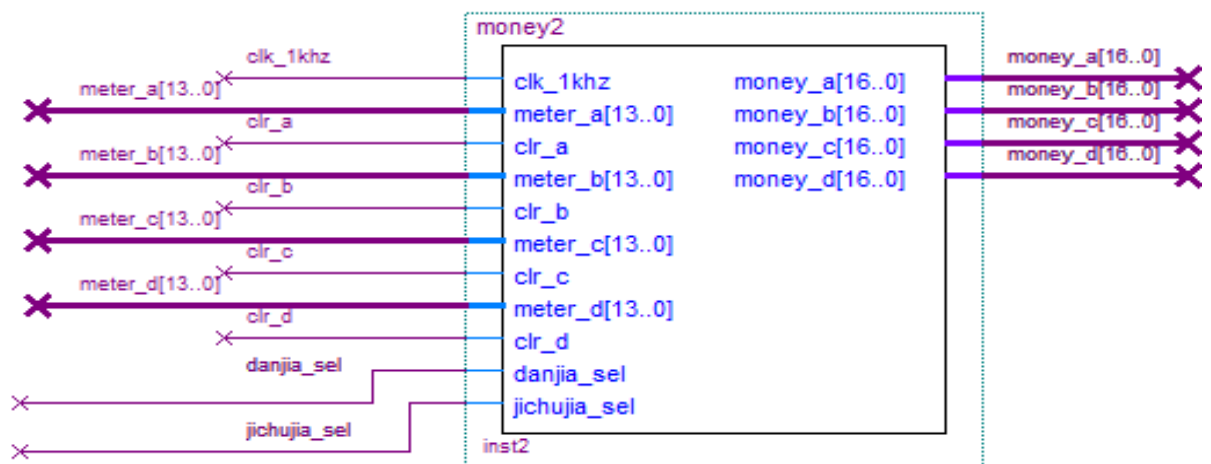 money2
clk_1khz
meter_a[13..0]
clr_a
meter_b[13..0]
clr_b
meter_c[13..0]
clr_c
meter_d[13..0]
clr_d
danjia_sel
jichujia_sel
clk_1khz money_a[16..0]
meter_a[13..0] money_b[16..0]
clr_a money_c[16..0]
meter_b[13..0] money_d[16..0]
clr_b
meter_c[13..0]
clr_c
meter_d[13..0]
clr_d
danjia_sel
jichujia_sel
inst2
money_a[16..0]
money_b[16..0]
money_c[16..0]
money_d[16..0]